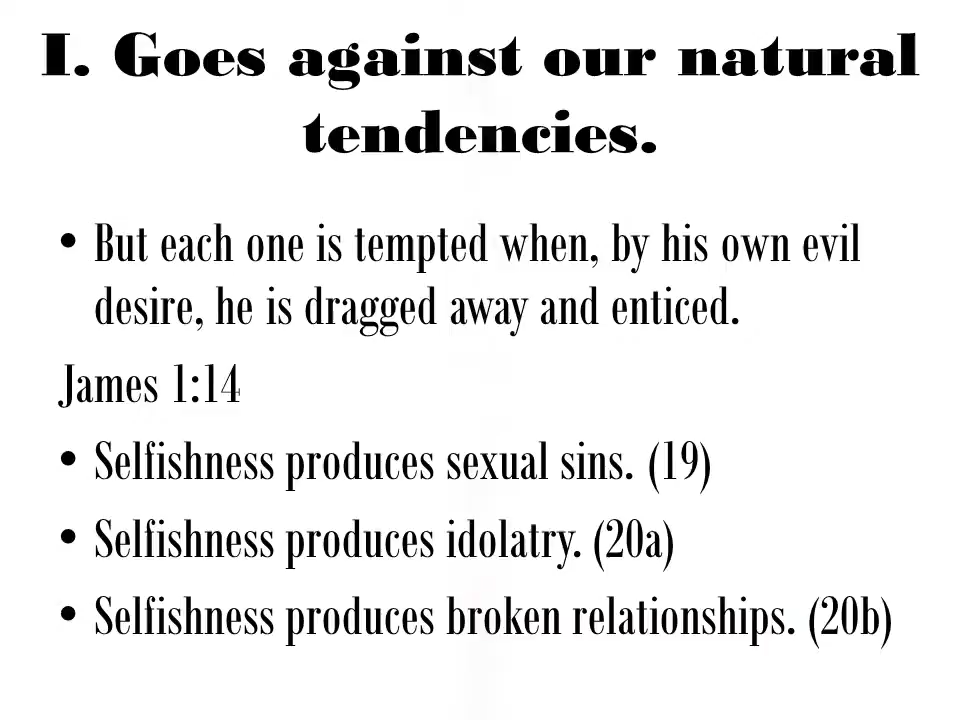 I. Goes against our natural
tendencies.
• But each one is tempted when, by his own evil
desire, he is dragged away and enticed.
James 1:14
• Selfishness produces sexual sins. (19)
• Selfishness produces idolatry. (20a)
• Selfishness produces broken relationships. (20b)